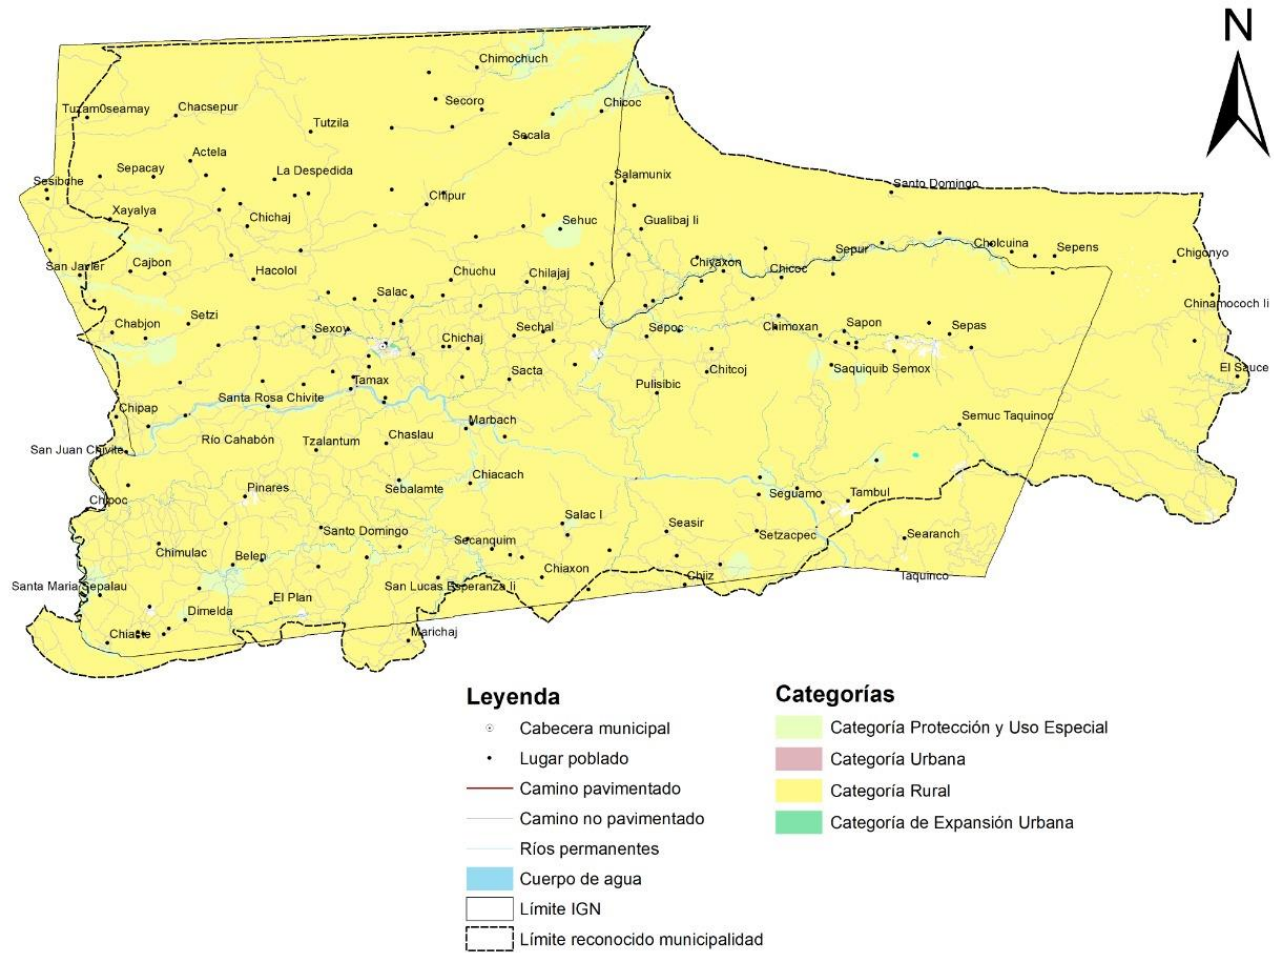 N
Chimochuch
Tuzam0seamay
Chacsepur
Secoro
Chicoc
Tutzila
Secala
Actela
Sepacay
La Despedida
Sesibche
Salamunix
Santo Domingo
Chipur
Xayalya
Chichaj
Sehuc
Gualibaj Ii
Sepur
Cholcuina
Sepens
Chigonyo
San Javier
Cajbon
Hacolol
Chuchu
Chilajaj
Chiyaxon
Chicoc
Salac
Chinamococh Ii
Chabjon
Setzi
Sexoy
Chichaj
Sechal
Sepoc
Chimoxan
Sapon
Sepas
Tamax
Sacta
Pulisibic
Chitcoj
Saquiquib Semox
El Sauce
Santa Rosa Chivite
Chipap
Marbach
Semuc Taquinoc
San Juan Chivite
Río Cahabón
Tzalantum
Chaslau
Chipoc
Pinares
Sebalamte
Chiacach
Seguamo
Tambul
Santo Domingo
Salac I
Seasir
Setzacpec
Searanch
Chimulac
Belen
Secanquim
Santa Maria Sepalau
San Lucas Esperanza Ii
Chiaxon
Chiiz
Taquinco
El Plan
Dimelda
Chiaste
Marichaj
Leyenda
Cabecera municipal
Lugar poblado
Camino pavimentado
Camino no pavimentado
Ríos permanentes
Cuerpo de agua
Límite IGN
Límite reconocido municipalidad
Categorías
Categoría Protección y Uso Especial
Categoría Urbana
Categoría Rural
Categoría de Expansión Urbana